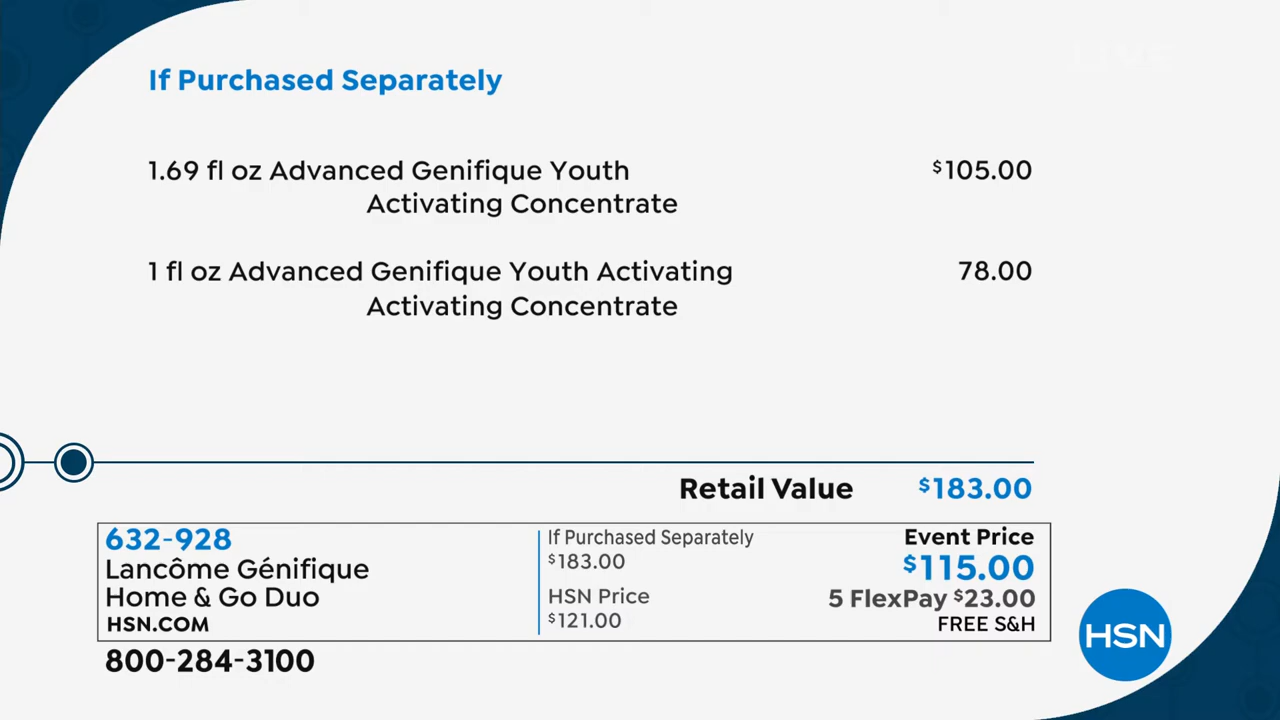 If Purchased Separately
1.69 fl oz Advanced Genifique Youth $105.00
Activating Concentrate
1 fl oz Advanced Genifique Youth Activating 78.00
Activating Concentrate
Retail Value $183.00
632-928
Lancôme Génifique
Home & Go Duo
HSN.COM
If Purchased Separately
$183.00
HSN Price
$121.00
Event Price
$115.00
5 FlexPay $23.00
FREE S&H
800-284-3100
HSN